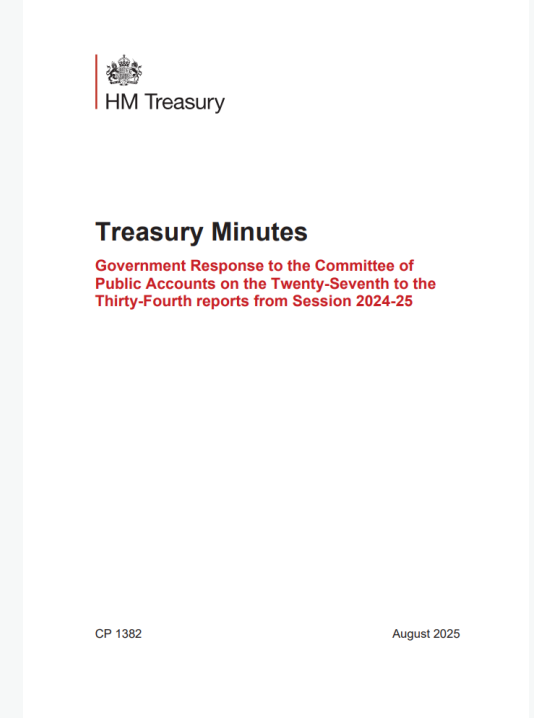 HM Treasury
Treasury Minutes
Government Response to the Committee of
Public Accounts on the Twenty-Seventh to the
Thirty-Fourth reports from Session 2024-25
CP 1382 August 2025